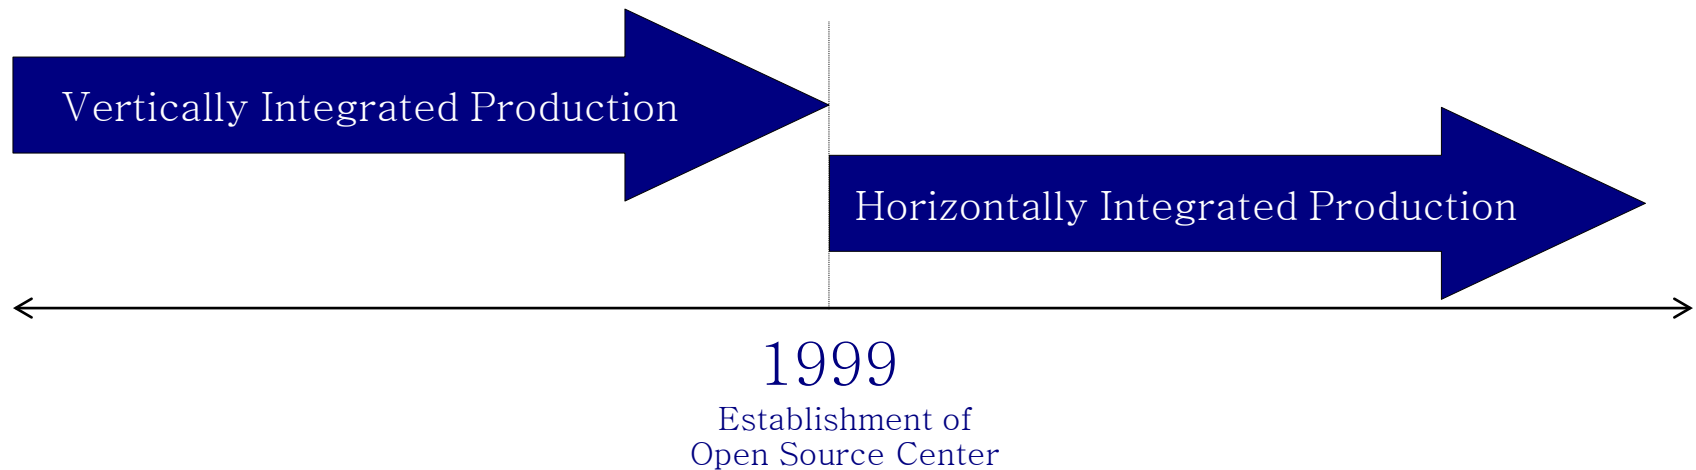 Vertically Integrated Production
Horizontally Integrated Production
1999
Establishment of
Open Source Center